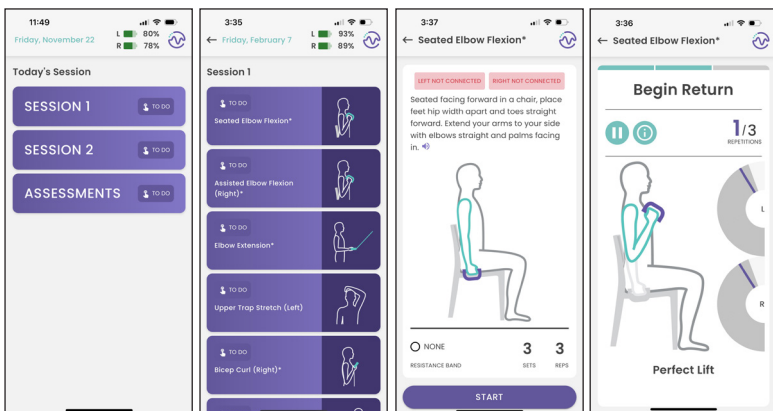 11:49
Friday, November 22
L 80%
R 78%
Today's Session
SESSION 1
TO DO
SESSION 2
TO DO
ASSESSMENTS
TO DO
3:35
← Friday, February 7
L 93%
R 89%
Session 1
TO DO
Seated Elbow Flexion*
TO DO
Assisted Elbow Flexion
(Right)*
TO DO
Elbow Extension*
TO DO
Upper Trap Stretch (Left)
TO DO
Bicep Curl (Right)*
3:37
← Seated Elbow Flexion*
LEFT NOT CONNECTED
RIGHT NOT CONNECTED
Seated facing forward in a chair, place
feet hip width apart and toes straight
forward. Extend your arms to your side
with elbows straight and palms facing
in.
NONE
RESISTANCE BAND
3
SETS
3
REPS
START
3:36
← Seated Elbow Flexion*
Begin Return
1/3
REPETITIONS
L
R
Perfect Lift